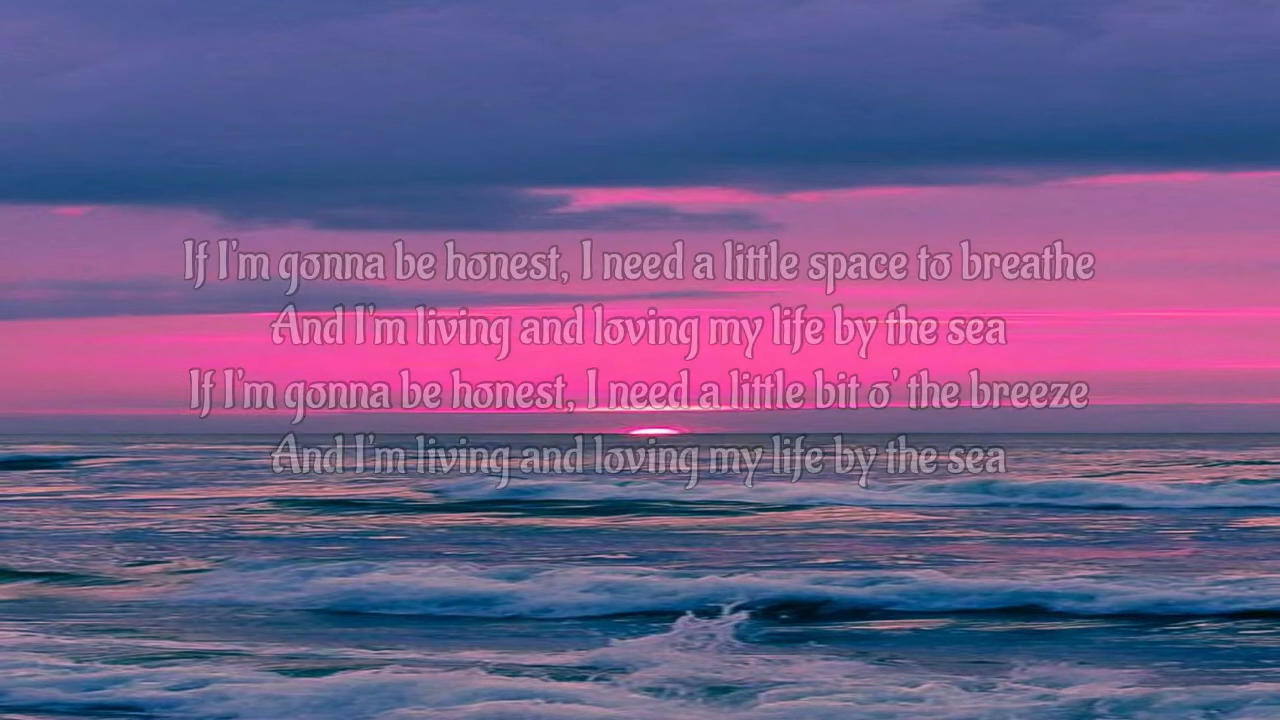 If I'm gonna be honest, I need a little space to breathe
And I'm living and loving my life by the sea
If I'm gonna be honest, I need a little bit o' the breeze
And I'm living and loving my life by the sea